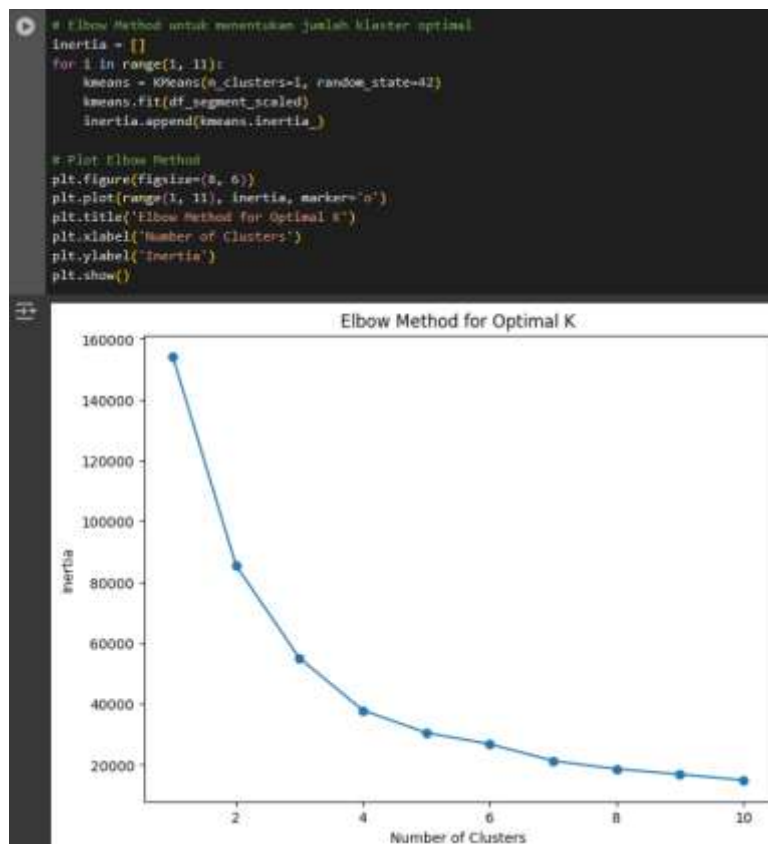 # Elbow Method untuk menentukan jumlah kluster optimal
inertia = []
for i in range(1, 11):
    kmeans = KMeans(n_clusters=i, random_state=42)
    kmeans.fit(df_segment_scaled)
    inertia.append(kmeans.inertia_)
# Plot Elbow Method
plt.figure(figsize=(8, 6))
plt.plot(range(1, 11), inertia, marker='o')
plt.title('Elbow Method for Optimal K')
plt.xlabel('Number of Clusters')
plt.ylabel('Inertia')
plt.show()
Elbow Method for Optimal K
160000
140000
120000
100000
80000
60000
40000
20000
Inertia
2 4 6 8 10
Number of Clusters